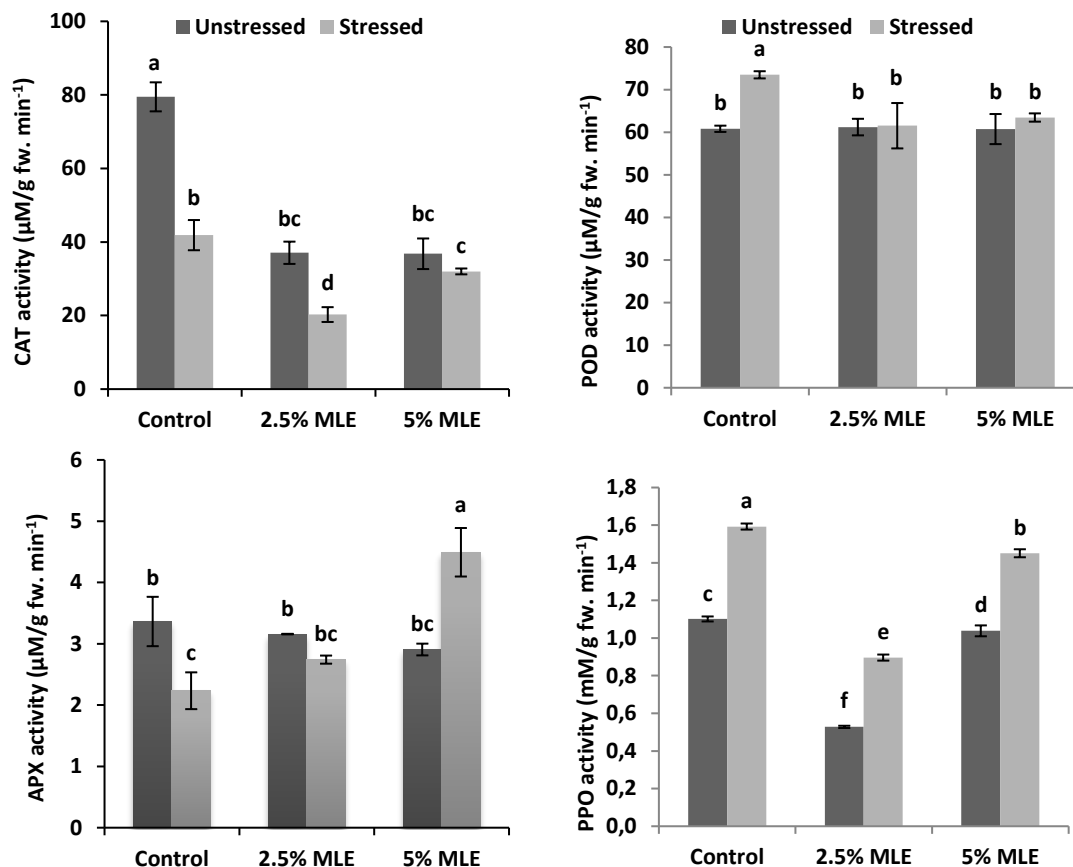 Unstressed Stressed
CAT activity (µM/g fw. min-1)
100
80
60
40
20
0
a
b
bc
d
bc
c
Control 2.5% MLE 5% MLE
Unstressed Stressed
POD activity (µM/g fw. min-1)
80
70
60
50
40
30
20
10
0
b
a
b
b
b
b
Control 2.5% MLE 5% MLE
APX activity (µM/g fw. min-1)
6
5
4
3
2
1
0
b
c
b
bc
bc
a
Control 2.5% MLE 5% MLE
PPO activity (mM/g fw. min-1)
1,8
1,6
1,4
1,2
1,0
0,8
0,6
0,4
0,2
0,0
c
a
f
e
d
b
Control 2.5% MLE 5% MLE